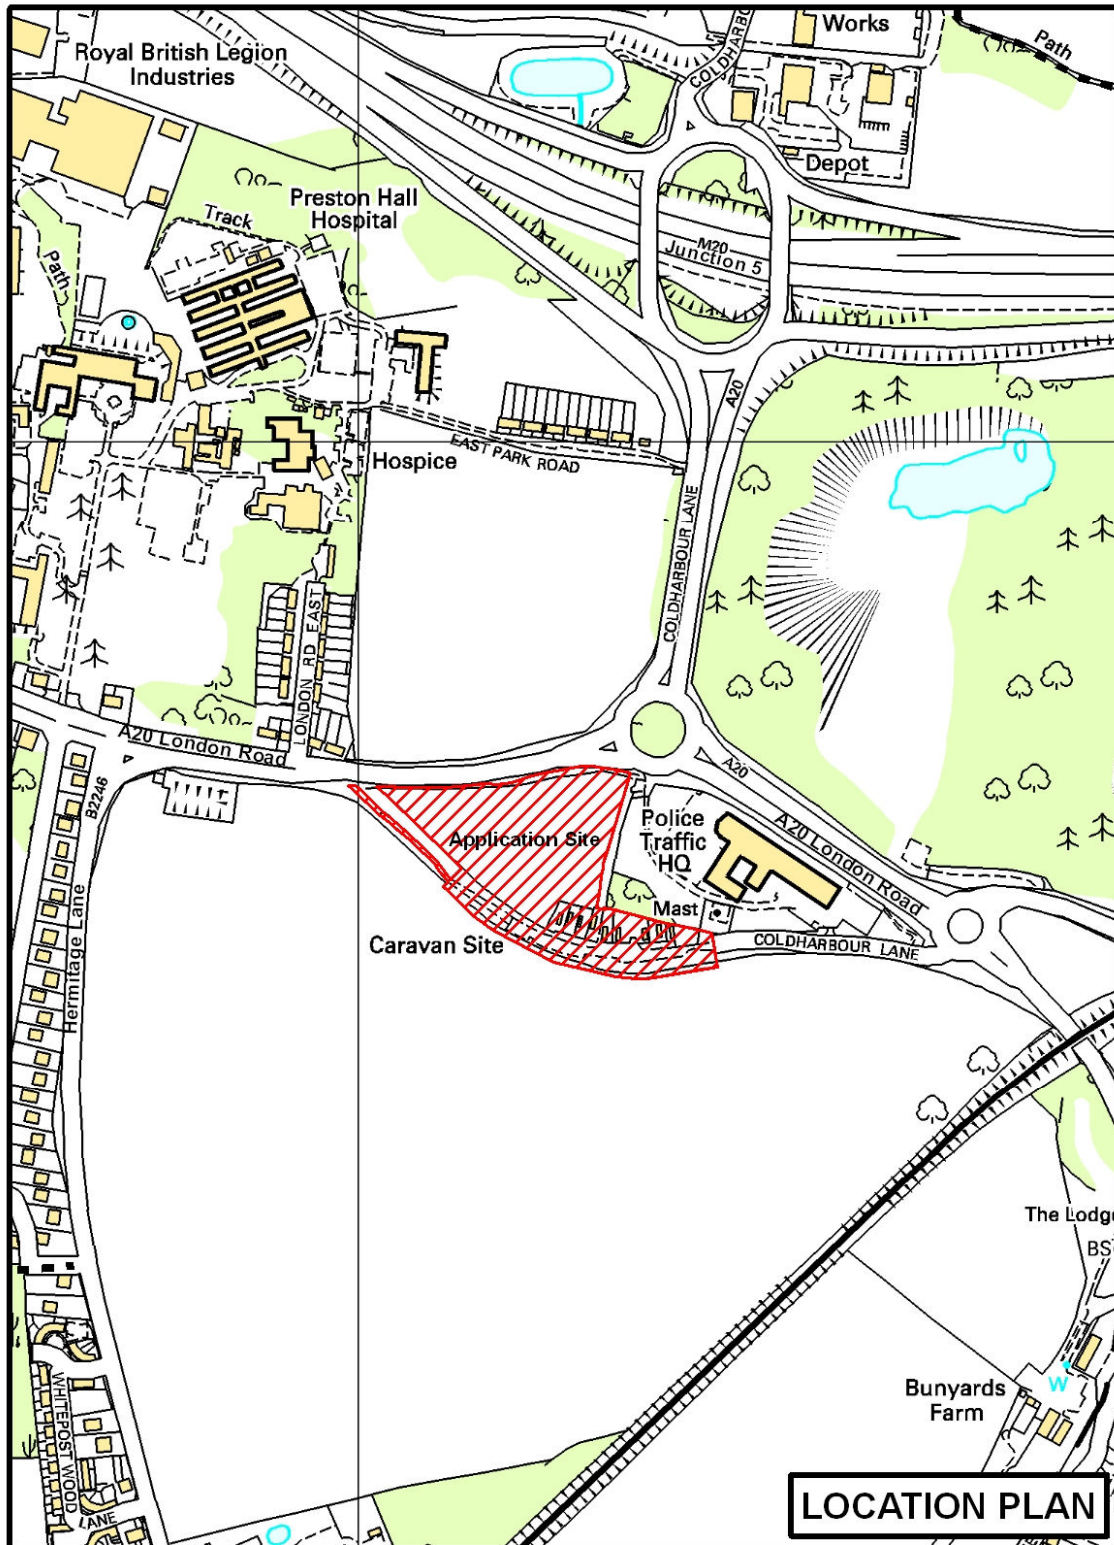 Works
COLDHARBO
Path
Royal British Legion
Industries
Depot
Preston Hall
Hospital
Track
M20
Junction 5
Path
A20
EAST PARK ROAD
Hospice
COLDHARBOUR LANE
LONDON RD EAST
A20 London Road
B2246
A20
Police
Traffic
HQ
A20 London Road
Application Site
Mast
Caravan Site
COLDHARBOUR LANE
Hermitage Lane
The Lodge
BS
W
Bunyards
Farm
WHITEPOST WOOD
LANE
LOCATION PLAN